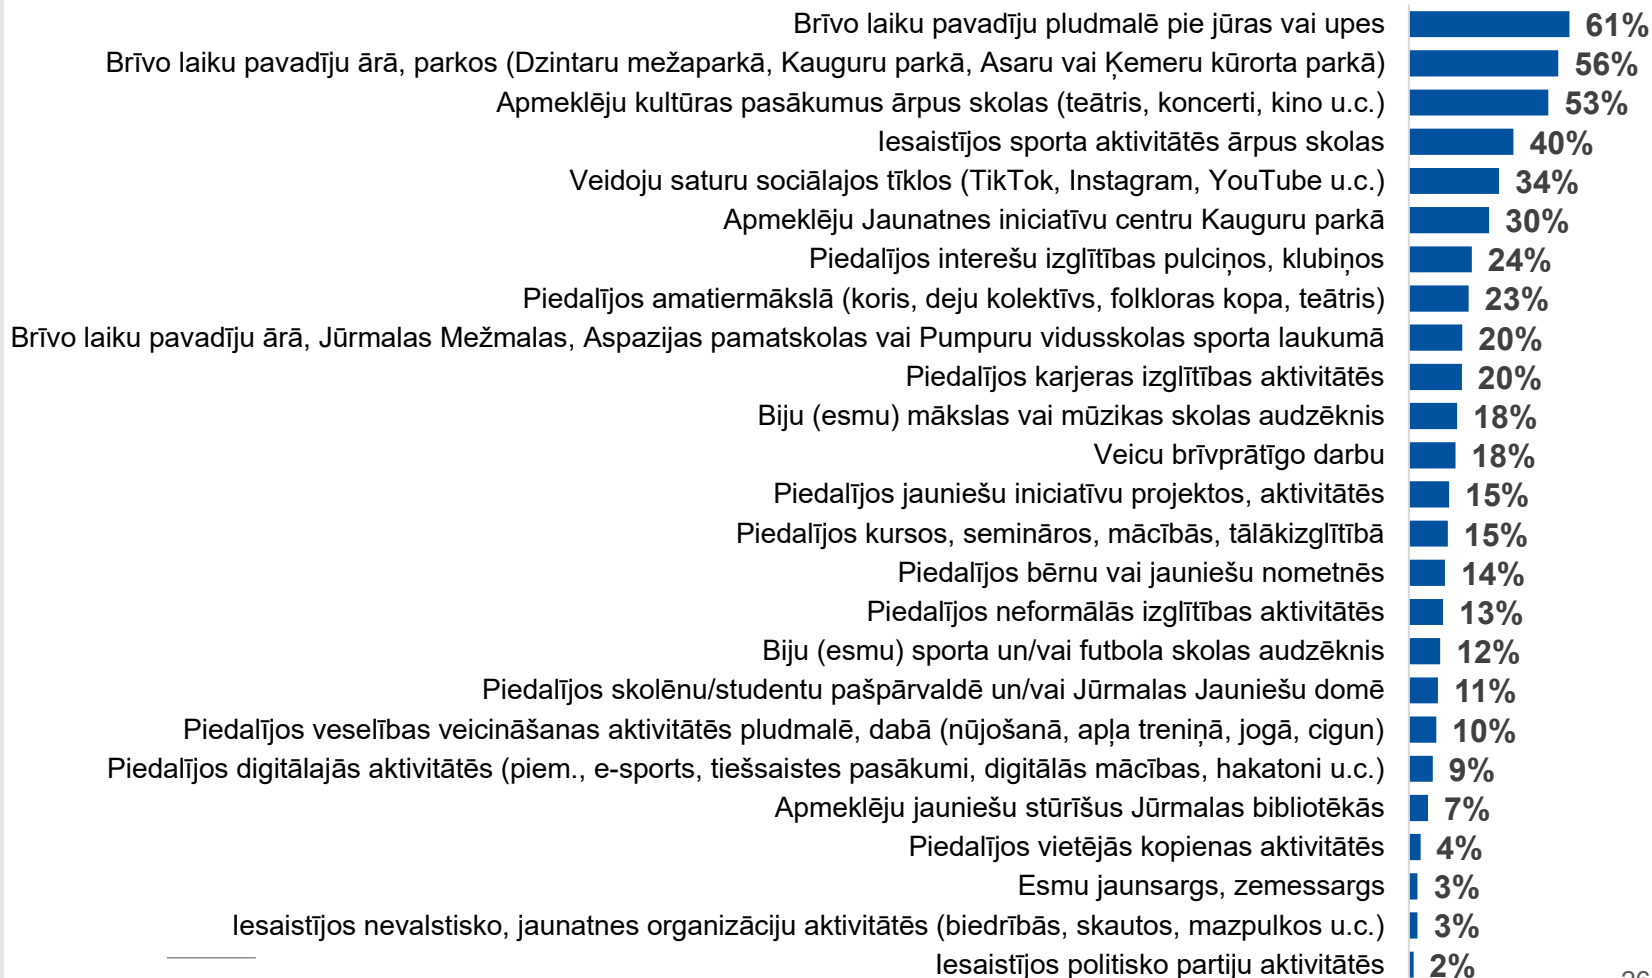 Brīvo laiku pavadīju pludmalē pie jūras vai upes 61%
Brīvo laiku pavadīju ārā, parkos (Dzintaru mežaparkā, Kauguru parkā, Asaru vai Ķemeru kūrorta parkā) 56%
Apmeklēju kultūras pasākumus ārpus skolas (teātris, koncerti, kino u.c.) 53%
Iesaistījos sporta aktivitātēs ārpus skolas 40%
Veidoju saturu sociālajos tīklos (TikTok, Instagram, YouTube u.c.) 34%
Apmeklēju Jaunatnes iniciatīvu centru Kauguru parkā 30%
Piedalījos interešu izglītības pulciņos, klubiņos 24%
Piedalījos amatiermākslā (koris, deju kolektīvs, folkloras kopa, teātris) 23%
Brīvo laiku pavadīju ārā, Jūrmalas Mežmalas, Aspazijas pamatskolas vai Pumpuru vidusskolas sporta laukumā 20%
Piedalījos karjeras izglītības aktivitātēs 20%
Biju (esmu) mākslas vai mūzikas skolas audzēknis 18%
Veicu brīvprātīgo darbu 18%
Piedalījos jauniešu iniciatīvu projektos, aktivitātēs 15%
Piedalījos kursos, semināros, mācībās, tālākizglītībā 15%
Piedalījos bērnu vai jauniešu nometnēs 14%
Piedalījos neformālās izglītības aktivitātēs 13%
Biju (esmu) sporta un/vai futbola skolas audzēknis 12%
Piedalījos skolēnu/studentu pašpārvaldē un/vai Jūrmalas Jauniešu domē 11%
Piedalījos veselības veicināšanas aktivitātēs pludmalē, dabā (nūjošanā, apļa treniņā, jogā, cigun) 10%
Piedalījos digitālajās aktivitātēs (piem., e-sports, tiešsaistes pasākumi, digitālās mācības, hakatoni u.c.) 9%
Apmeklēju jauniešu stūrīšus Jūrmalas bibliotēkās 7%
Piedalījos vietējās kopienas aktivitātēs 4%
Esmu jaunsargs, zemessargs 3%
Iesaistījos nevalstisko, jaunatnes organizāciju aktivitātēs (biedrībās, skautos, mazpulkos u.c.) 3%
Iesaistījos politisko partiju aktivitātēs 2%